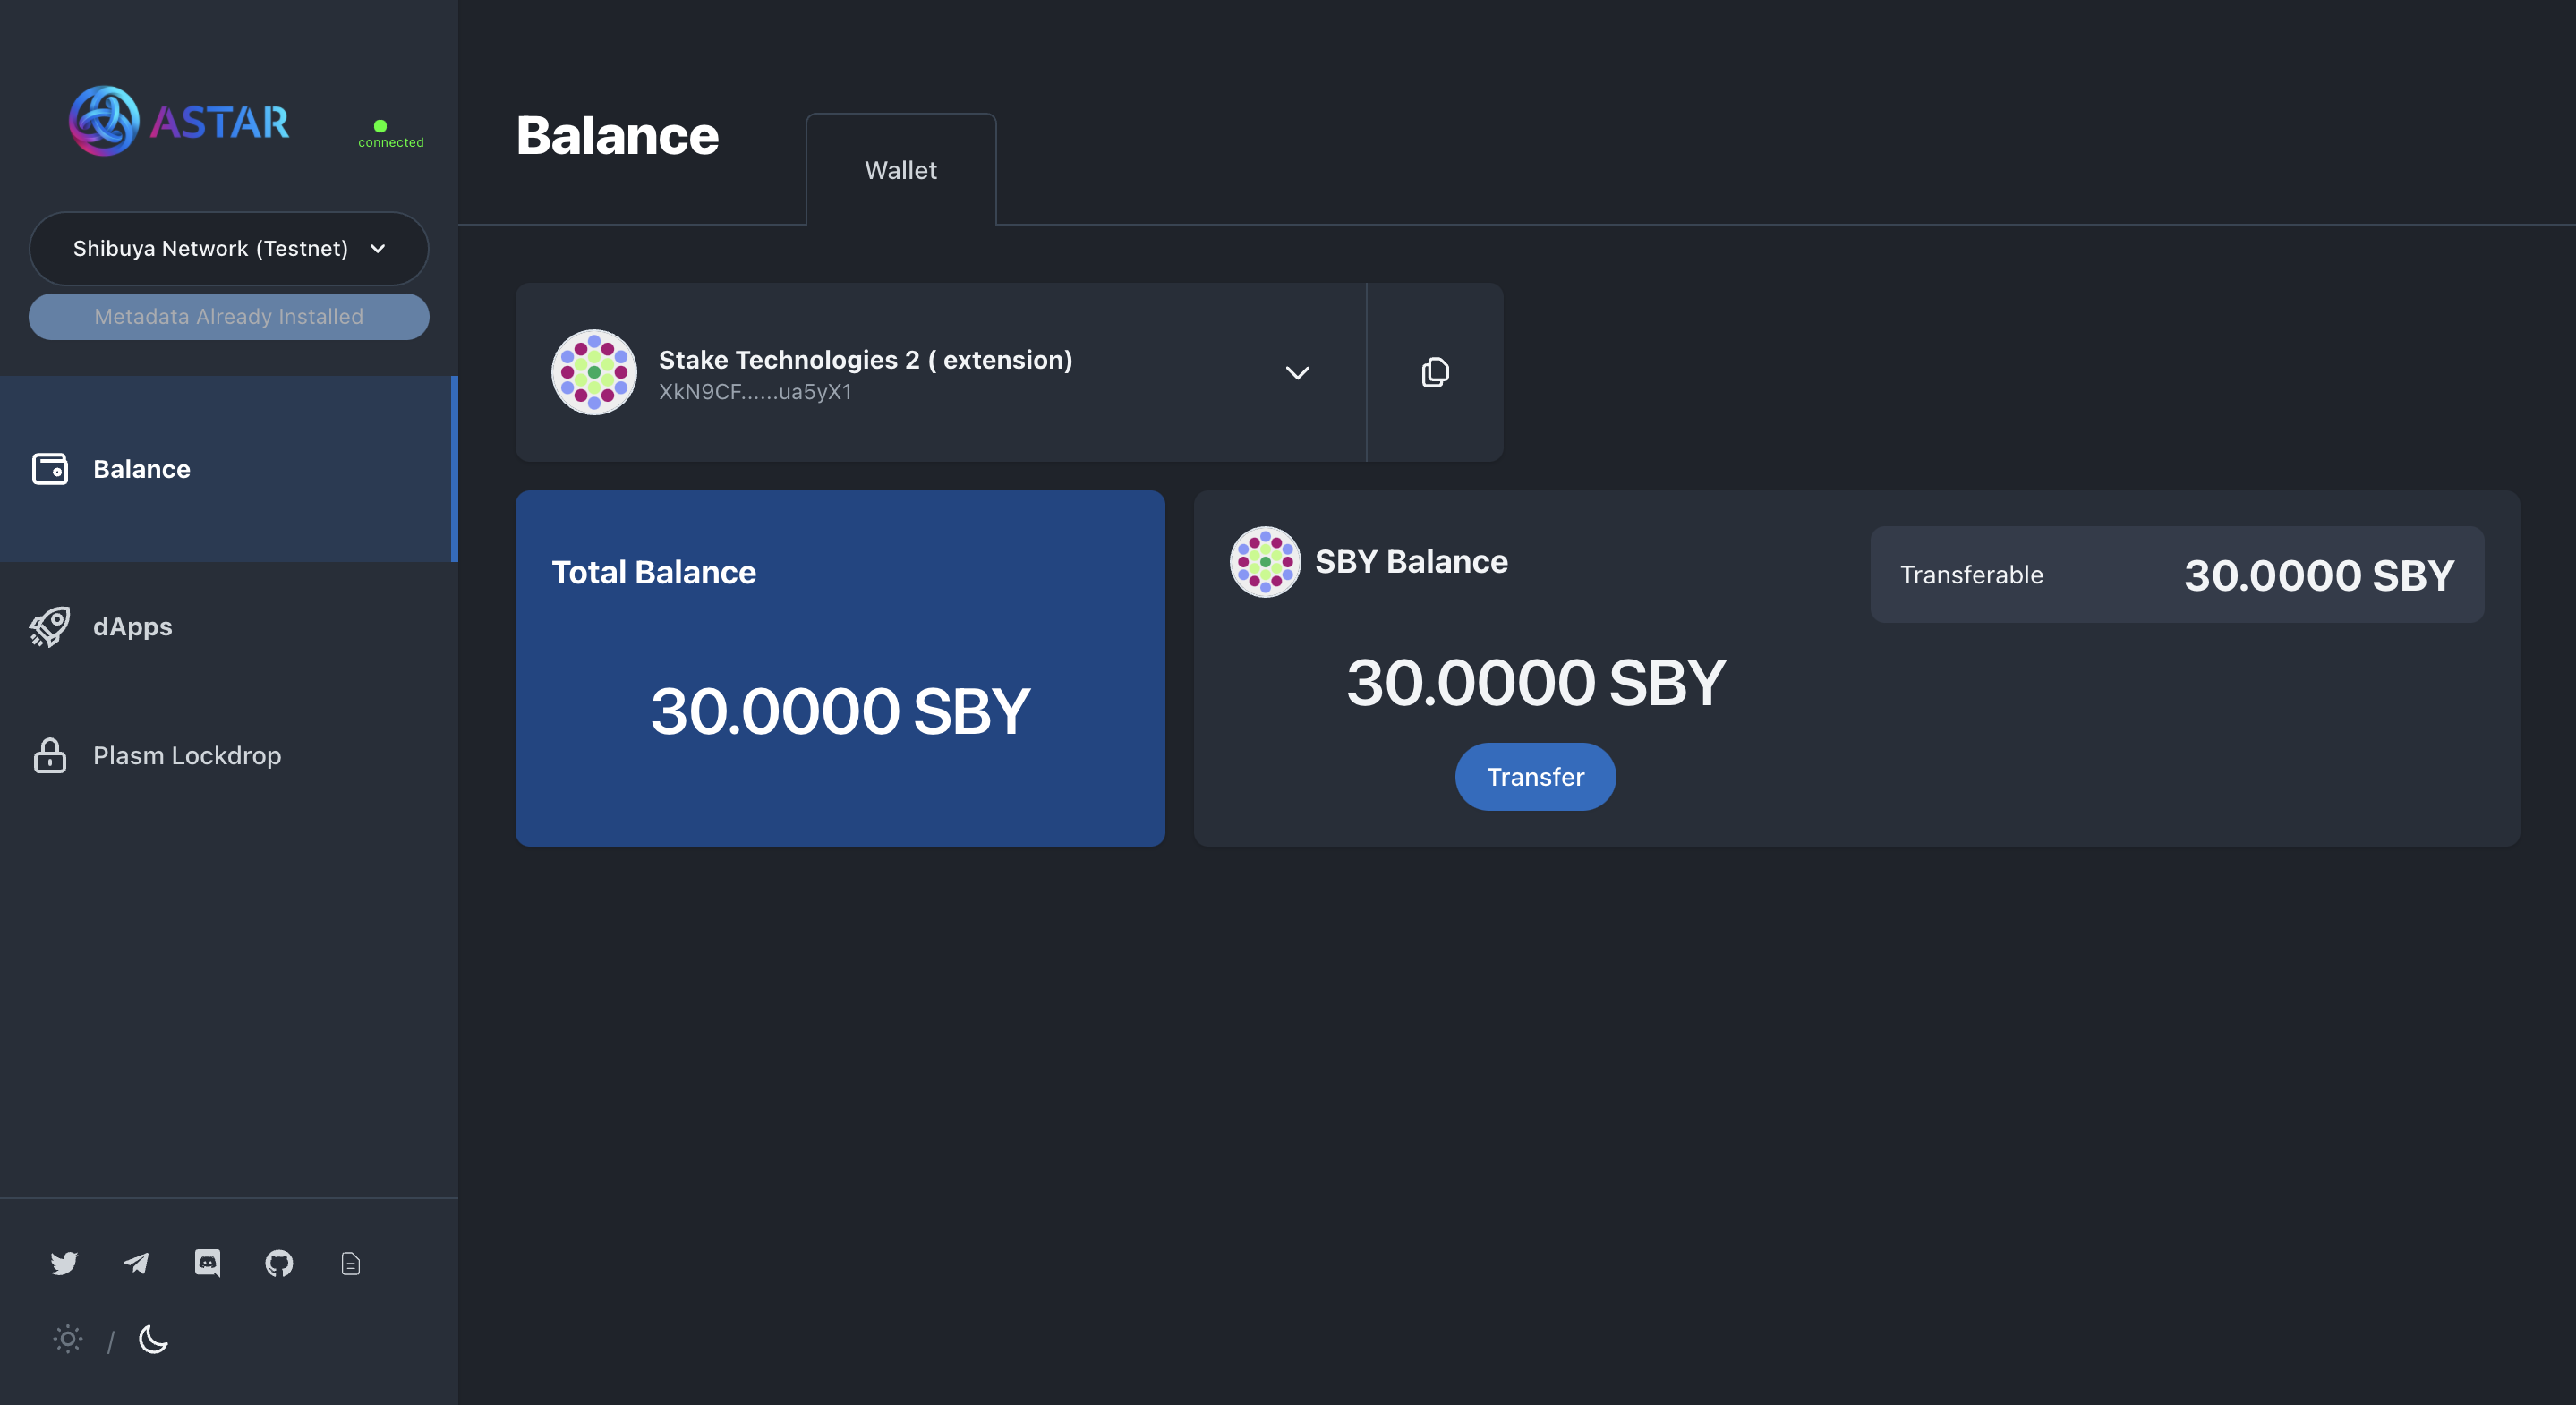 ASTAR
connected
Shibuya Network (Testnet)
Metadata Already Installed
Balance
dApps
Plasm Lockdrop
/
Balance
Wallet
Stake Technologies 2 ( extension)
XkN9CF......ua5yX1
Total Balance
30.0000 SBY
SBY Balance
30.0000 SBY
Transfer
Transferable
30.0000 SBY